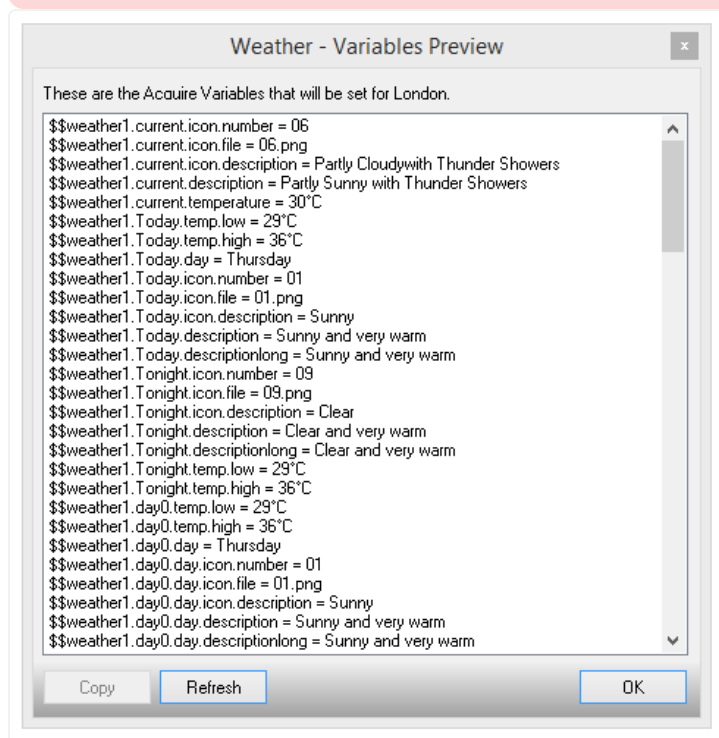 Weather - Variables Preview
x
These are the Acquire Variables that will be set for London.
$$weather1.current.icon.number = 06
$$weather1.current.icon.file = 06.png
$$weather1.current.icon.description = Partly Cloudywith Thunder Showers
$$weather1.current.description = Partly Sunny with Thunder Showers
$$weather1.current.temperature = 30°C
$$weather1.Today.temp.low = 29°C
$$weather1.Today.temp.high = 36°C
$$weather1.Today.day = Thursday
$$weather1.Today.icon.number = 01
$$weather1.Today.icon.file = 01.png
$$weather1.Today.icon.description = Sunny
$$weather1.Today.description = Sunny and very warm
$$weather1.Today.descriptionlong = Sunny and very warm
$$weather1.Tonight.icon.number = 09
$$weather1.Tonight.icon.file = 09.png
$$weather1.Tonight.icon.description = Clear
$$weather1.Tonight.description = Clear and very warm
$$weather1.Tonight.descriptionlong = Clear and very warm
$$weather1.Tonight.temp.low = 29°C
$$weather1.Tonight.temp.high = 36°C
$$weather1.day0.temp.low = 29°C
$$weather1.day0.temp.high = 36°C
$$weather1.day0.day = Thursday
$$weather1.day0.day.icon.number = 01
$$weather1.day0.day.icon.file = 01.png
$$weather1.day0.day.icon.description = Sunny
$$weather1.day0.day.description = Sunny and very warm
$$weather1.day0.day.descriptionlong = Sunny and very warm
Copy Refresh OK